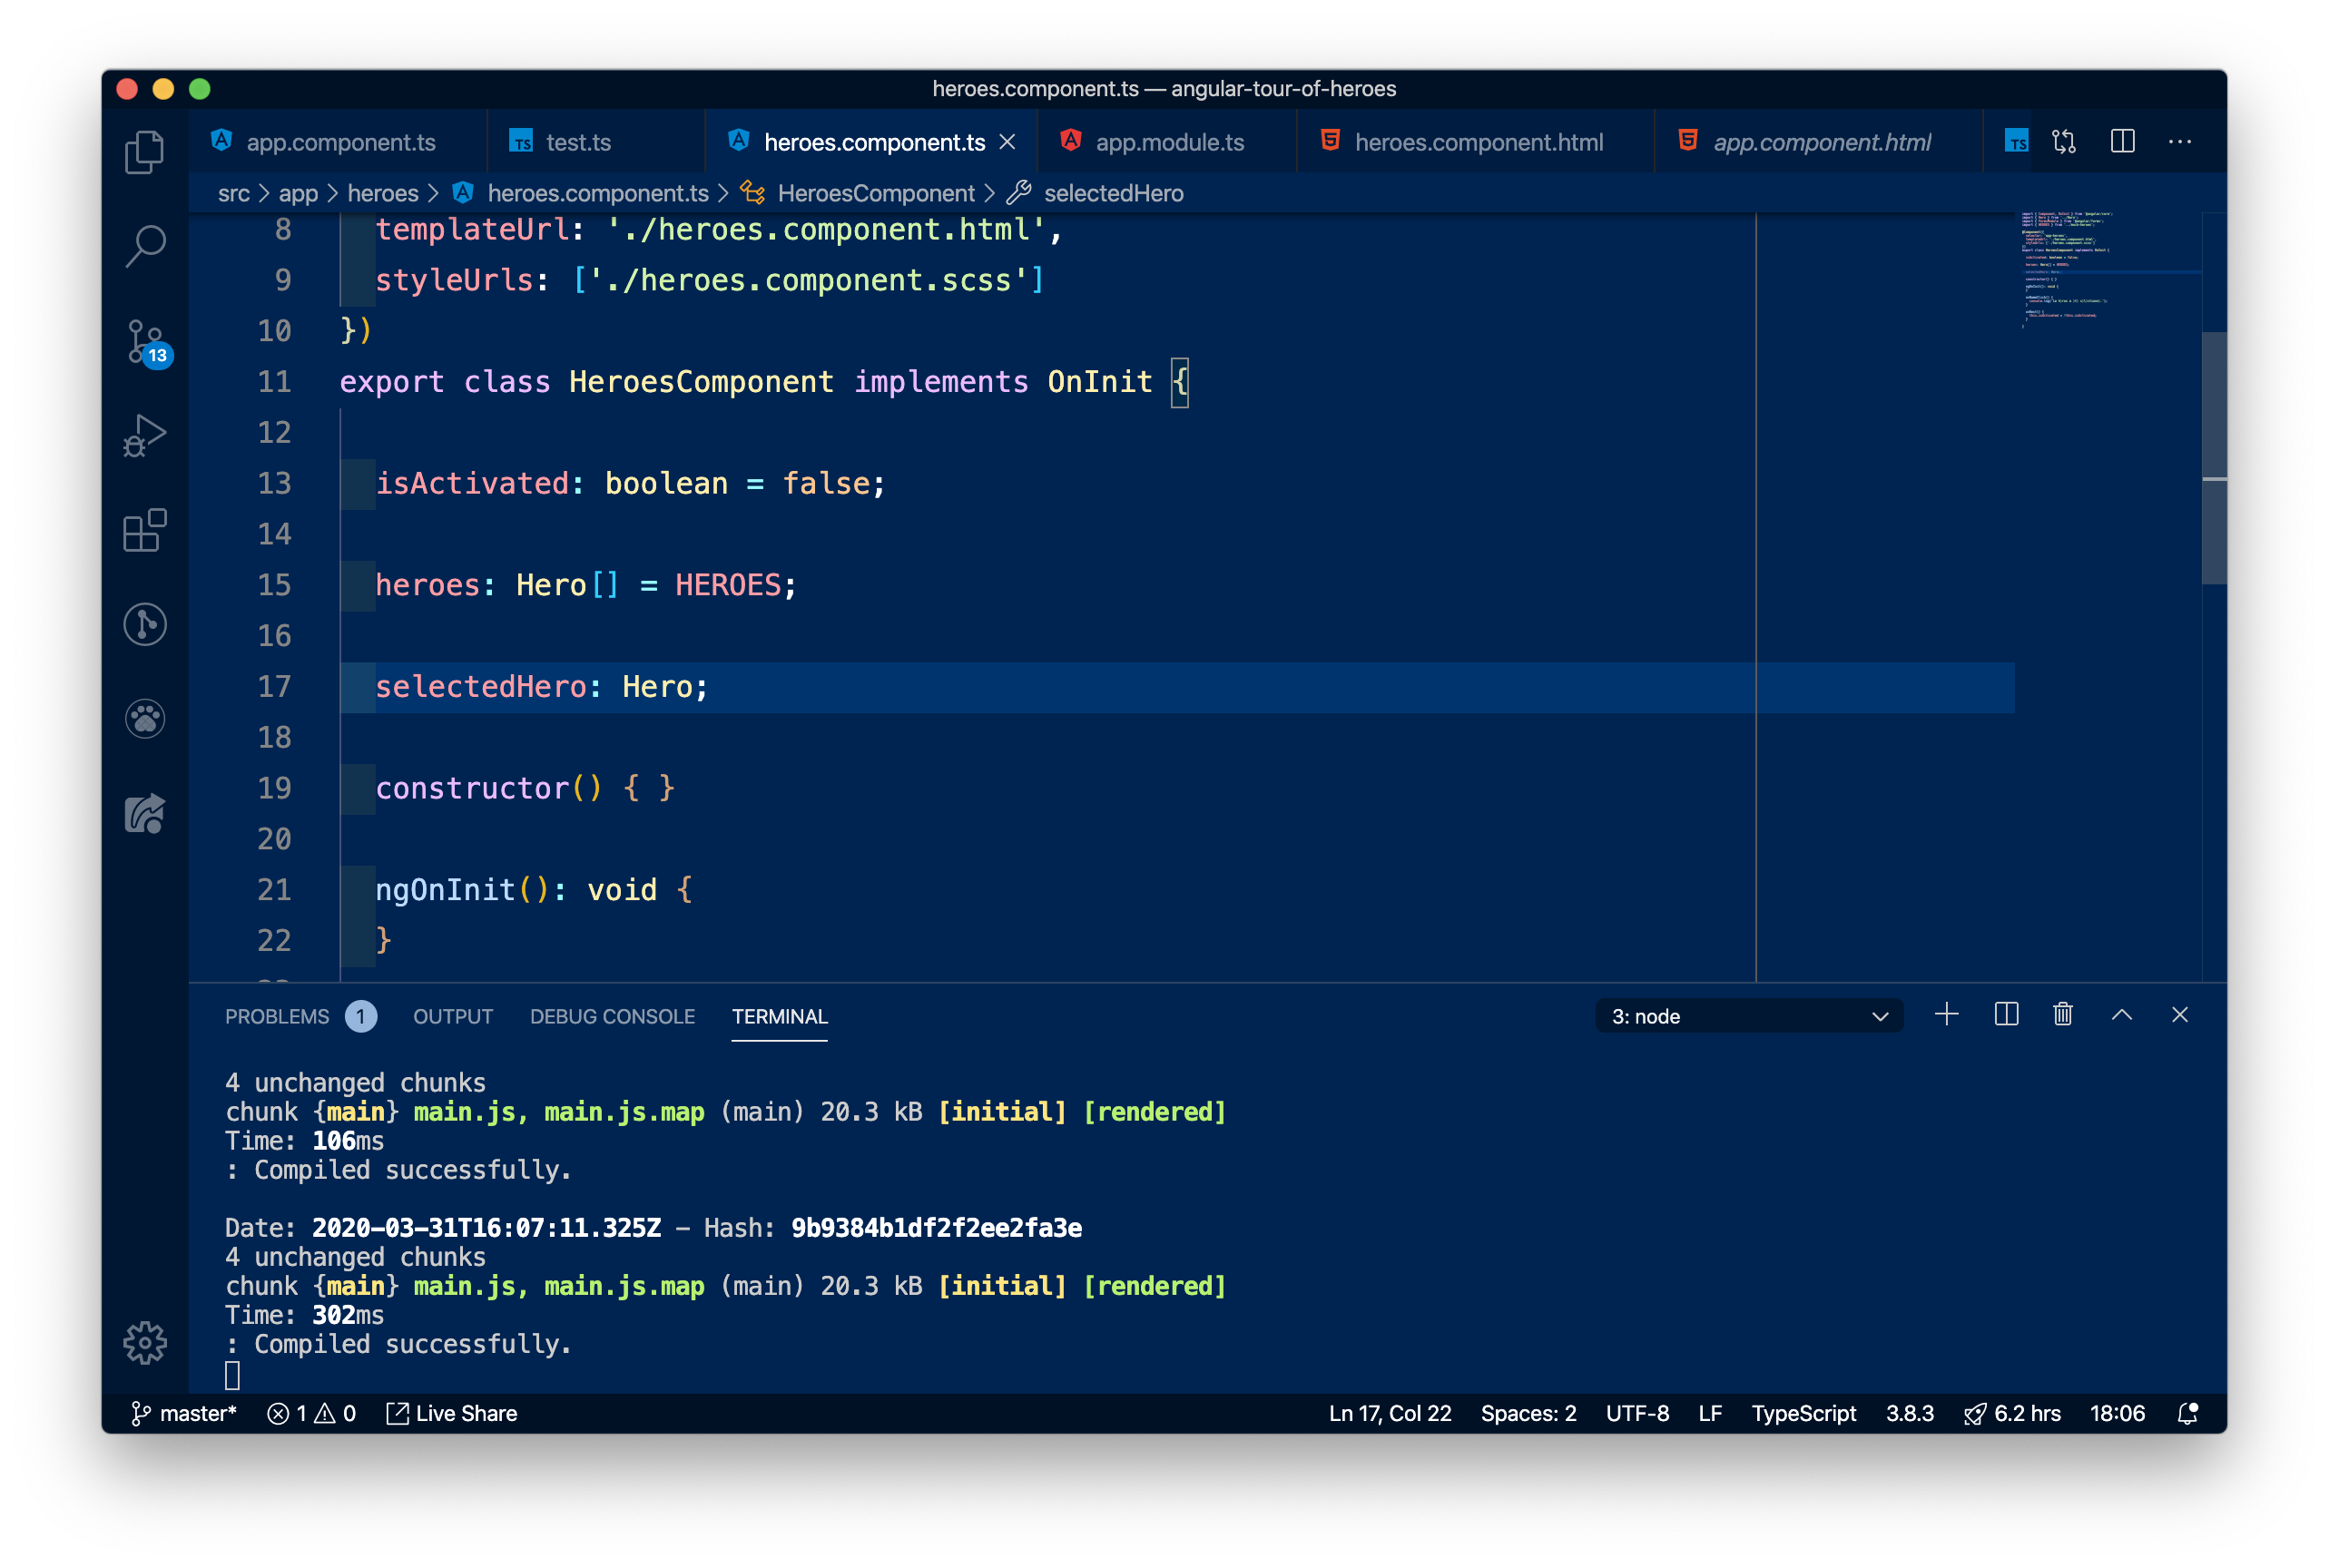 heroes.component.ts — angular-tour-of-heroes
app.component.ts TS test.ts heroes.component.ts app.module.ts heroes.component.html app.component.html TS
src > app > heroes > heroes.component.ts > HeroesComponent > selectedHero
8 templateUrl: './heroes.component.html',
9 styleUrls: ['./heroes.component.scss']
10 })
11 export class HeroesComponent implements OnInit {
12
13 isActivated: boolean = false;
14
15 heroes: Hero[] = HEROES;
16
17 selectedHero: Hero;
18
19 constructor() { }
20
21 ngOnInit(): void {
22 }
13
PROBLEMS 1 OUTPUT DEBUG CONSOLE TERMINAL 3: node
4 unchanged chunks
chunk {main} main.js, main.js.map (main) 20.3 kB [initial] [rendered]
Time: 106ms
: Compiled successfully.
Date: 2020-03-31T16:07:11.325Z - Hash: 9b9384b1df2f2ee2fa3e
4 unchanged chunks
chunk {main} main.js, main.js.map (main) 20.3 kB [initial] [rendered]
Time: 302ms
: Compiled successfully.
master* 1 0 Live Share Ln 17, Col 22 Spaces: 2 UTF-8 LF TypeScript 3.8.3 6.2 hrs 18:06